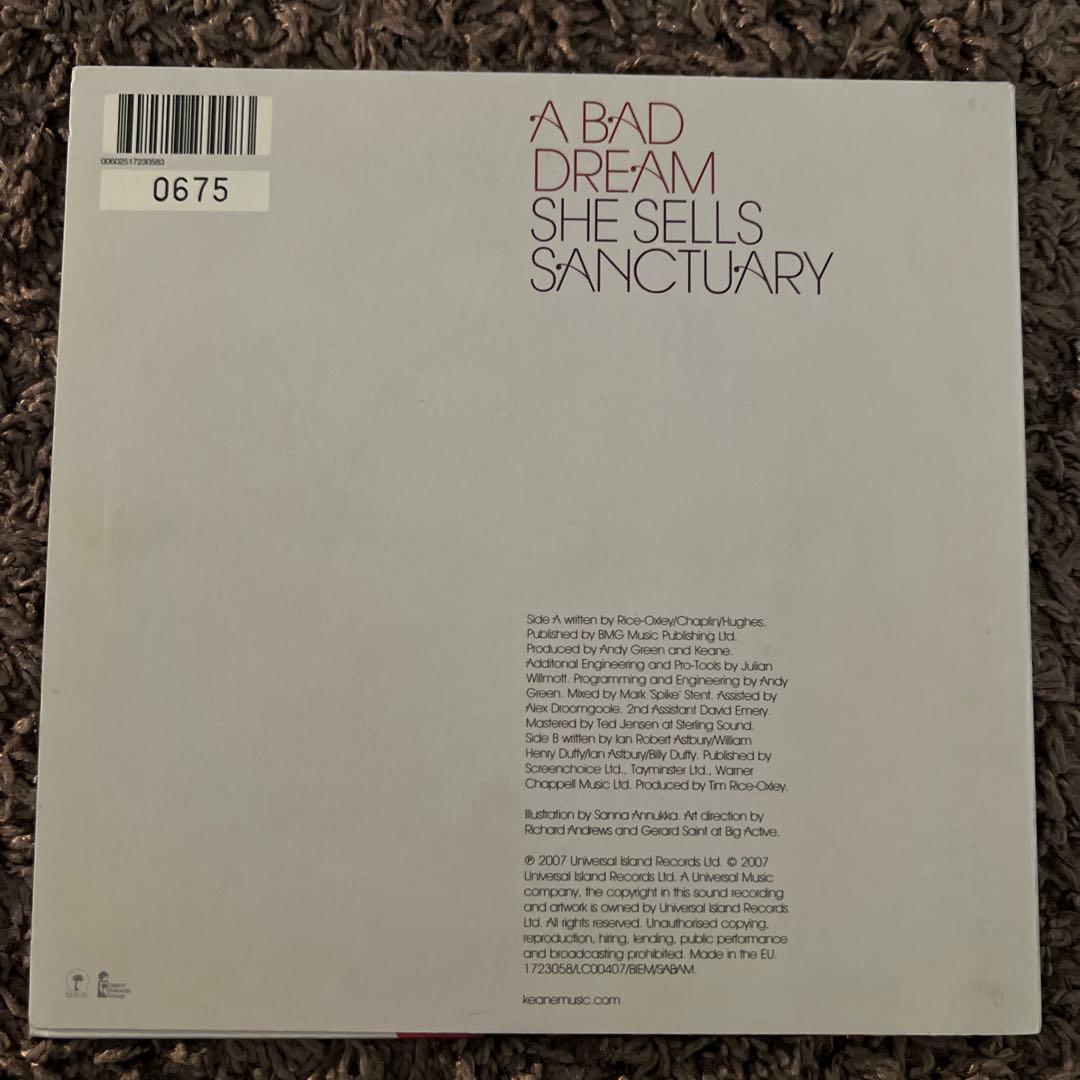 00602517230583
0675
A BAD
DREAM
SHE SELLS
SANCTUARY
Side A written by Rice-Oxley/Chaplin/Hughes.
Published by BMG Music Publishing Ltd.
Produced by Andy Green and Keane.
Additonal Engineering and Pro-Tools by Julian
Willmott. Programming and Engineering by Andy
Green. Mixed by Mark 'Spike' Stent. Assisted by
Alex Droomgoole. 2nd Assistant David Emery.
Mastered by Ted Jensen at Sterling Sound.
Side B written by Ian Robert Astbury/William
Henry Duffy/Ian Astbury/Billy Duffy. Published by
Screenchoice Ltd., Tayminster Ltd., Warner
Chappell Music Ltd. Produced by Tim Rice-Oxley.
Illustration by Sanna Annukka. Art direction by
Richard Andrews and Gerard Saint at Big Active.
℗ 2007 Universal Island Records Ltd. © 2007
Universal Island Records Ltd. A Universal Music
company, the copyright in this sound recording
and artwork is owned by Universal Island Records
Ltd. All rights reserved. Unauthorised copying,
reproduction, hiring, lending, public performance
and broadcasting prohibited. Made in the EU.
1723058/LC00407/BIEM/SABAM.
keanemusic.com
ISLAND
Island
Records
Group